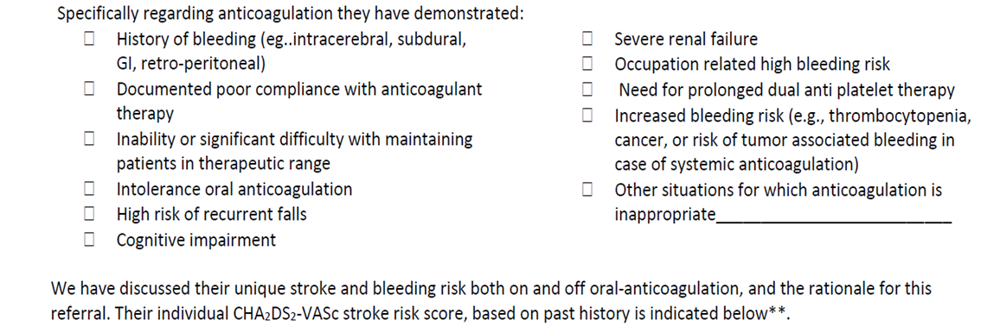 Specifically regarding anticoagulation they have demonstrated:
☐ History of bleeding (eg..intracerebral, subdural,
GI, retro-peritoneal)
☐ Documented poor compliance with anticoagulant
therapy
☐ Inability or significant difficulty with maintaining
patients in therapeutic range
☐ Intolerance oral anticoagulation
☐ High risk of recurrent falls
☐ Cognitive impairment
☐ Severe renal failure
☐ Occupation related high bleeding risk
☐ Need for prolonged dual anti platelet therapy
☐ Increased bleeding risk (e.g., thrombocytopenia,
cancer, or risk of tumor associated bleeding in
case of systemic anticoagulation)
☐ Other situations for which anticoagulation is
inappropriate__________________________
We have discussed their unique stroke and bleeding risk both on and off oral-anticoagulation, and the rationale for this
referral. Their individual CHA₂DS₂-VASc stroke risk score, based on past history is indicated below**.